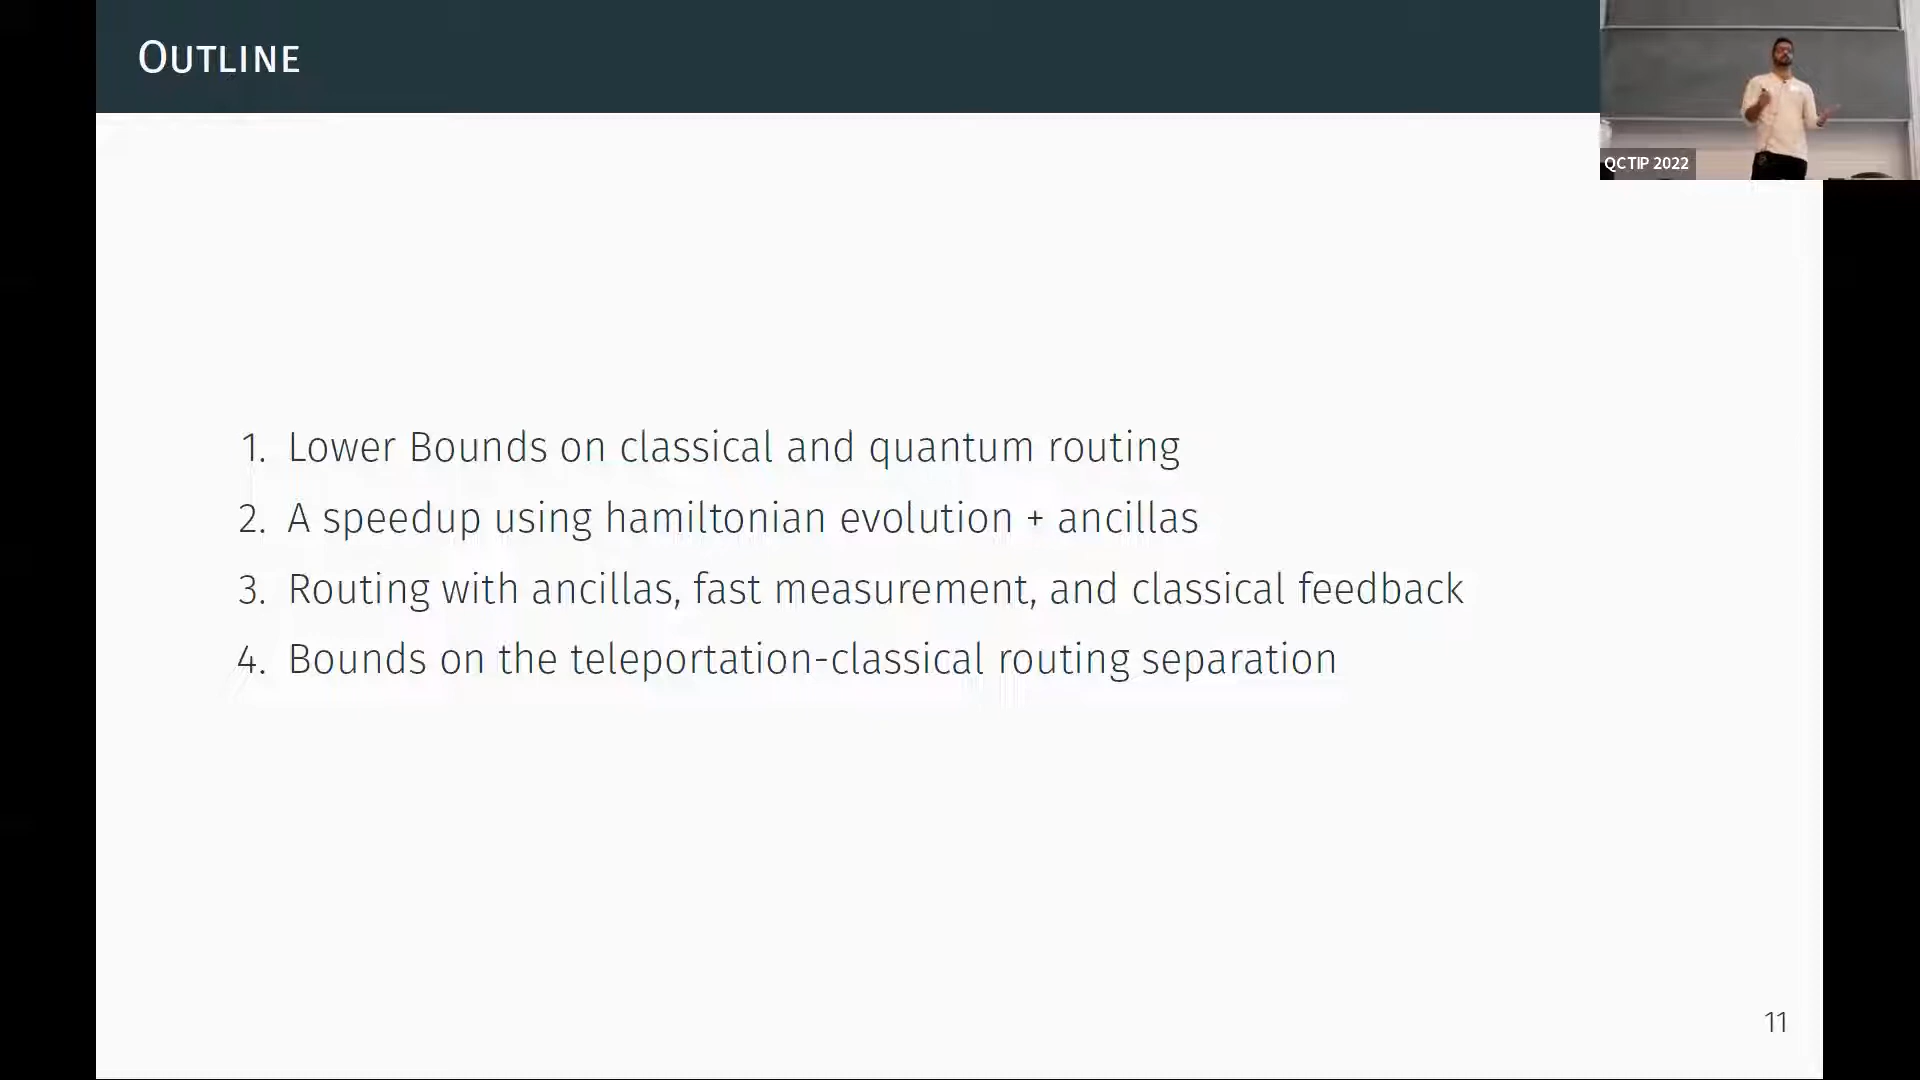 OUTLINE
QCTIP 2022
1. Lower Bounds on classical and quantum routing
2. A speedup using hamiltonian evolution + ancillas
3. Routing with ancillas, fast measurement, and classical feedback
4. Bounds on the teleportation-classical routing separation
11